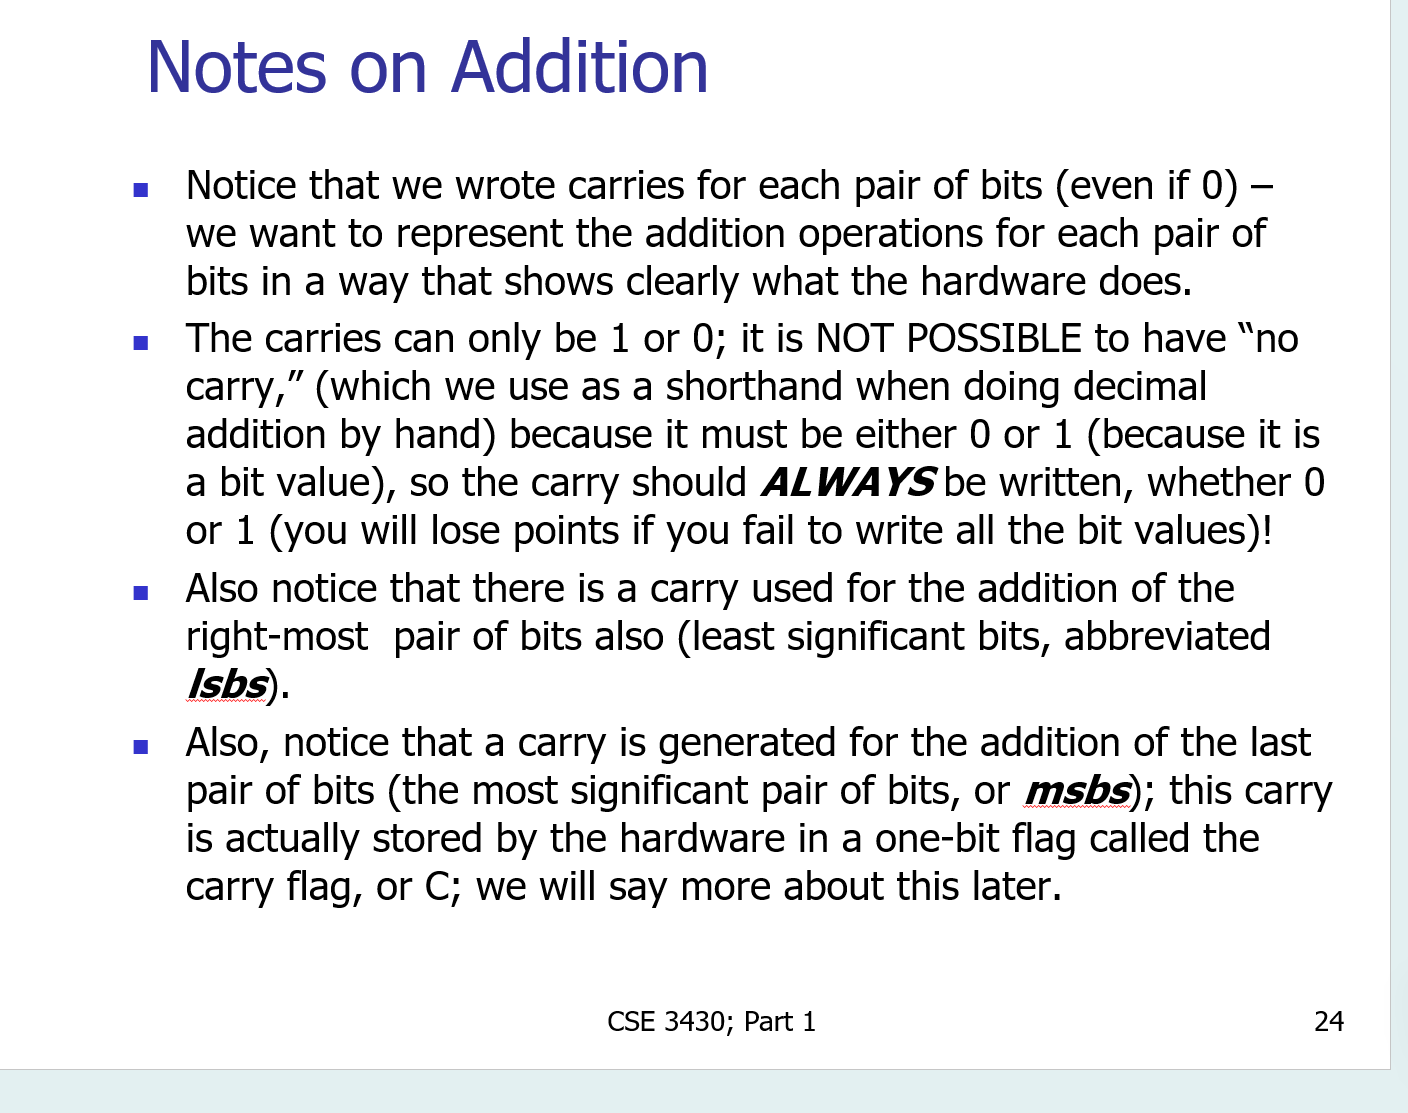 Notes on Addition
Notice that we wrote carries for each pair of bits (even if 0) –
we want to represent the addition operations for each pair of
bits in a way that shows clearly what the hardware does.
The carries can only be 1 or 0; it is NOT POSSIBLE to have “no
carry,” (which we use as a shorthand when doing decimal
addition by hand) because it must be either 0 or 1 (because it is
a bit value), so the carry should ALWAYS be written, whether 0
or 1 (you will lose points if you fail to write all the bit values)!
Also notice that there is a carry used for the addition of the
right-most  pair of bits also (least significant bits, abbreviated
lsbs).
Also, notice that a carry is generated for the addition of the last
pair of bits (the most significant pair of bits, or msbs); this carry
is actually stored by the hardware in a one-bit flag called the
carry flag, or C; we will say more about this later.
CSE 3430; Part 1
24